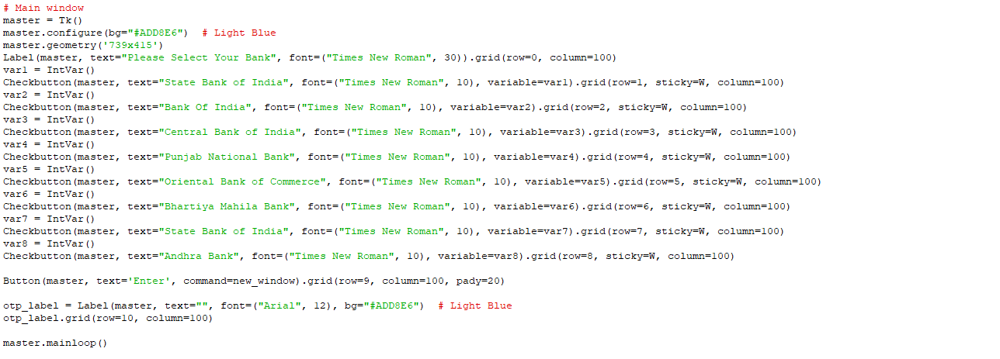 # Main window
master = Tk()
master.configure(bg="#ADD8E6")  # Light Blue
master.geometry('739x415')
Label(master, text="Please Select Your Bank", font=("Times New Roman", 30)).grid(row=0, column=100)
var1 = IntVar()
Checkbutton(master, text="State Bank of India", font=("Times New Roman", 10), variable=var1).grid(row=1, sticky=W, column=100)
var2 = IntVar()
Checkbutton(master, text="Bank Of India", font=("Times New Roman", 10), variable=var2).grid(row=2, sticky=W, column=100)
var3 = IntVar()
Checkbutton(master, text="Central Bank of India", font=("Times New Roman", 10), variable=var3).grid(row=3, sticky=W, column=100)
var4 = IntVar()
Checkbutton(master, text="Punjab National Bank", font=("Times New Roman", 10), variable=var4).grid(row=4, sticky=W, column=100)
var5 = IntVar()
Checkbutton(master, text="Oriental Bank of Commerce", font=("Times New Roman", 10), variable=var5).grid(row=5, sticky=W, column=100)
var6 = IntVar()
Checkbutton(master, text="Bhartiya Mahila Bank", font=("Times New Roman", 10), variable=var6).grid(row=6, sticky=W, column=100)
var7 = IntVar()
Checkbutton(master, text="State Bank of India", font=("Times New Roman", 10), variable=var7).grid(row=7, sticky=W, column=100)
var8 = IntVar()
Checkbutton(master, text="Andhra Bank", font=("Times New Roman", 10), variable=var8).grid(row=8, sticky=W, column=100)

Button(master, text='Enter', command=new_window).grid(row=9, column=100, pady=20)

otp_label = Label(master, text="", font=("Arial", 12), bg="#ADD8E6")  # Light Blue
otp_label.grid(row=10, column=100)

master.mainloop()